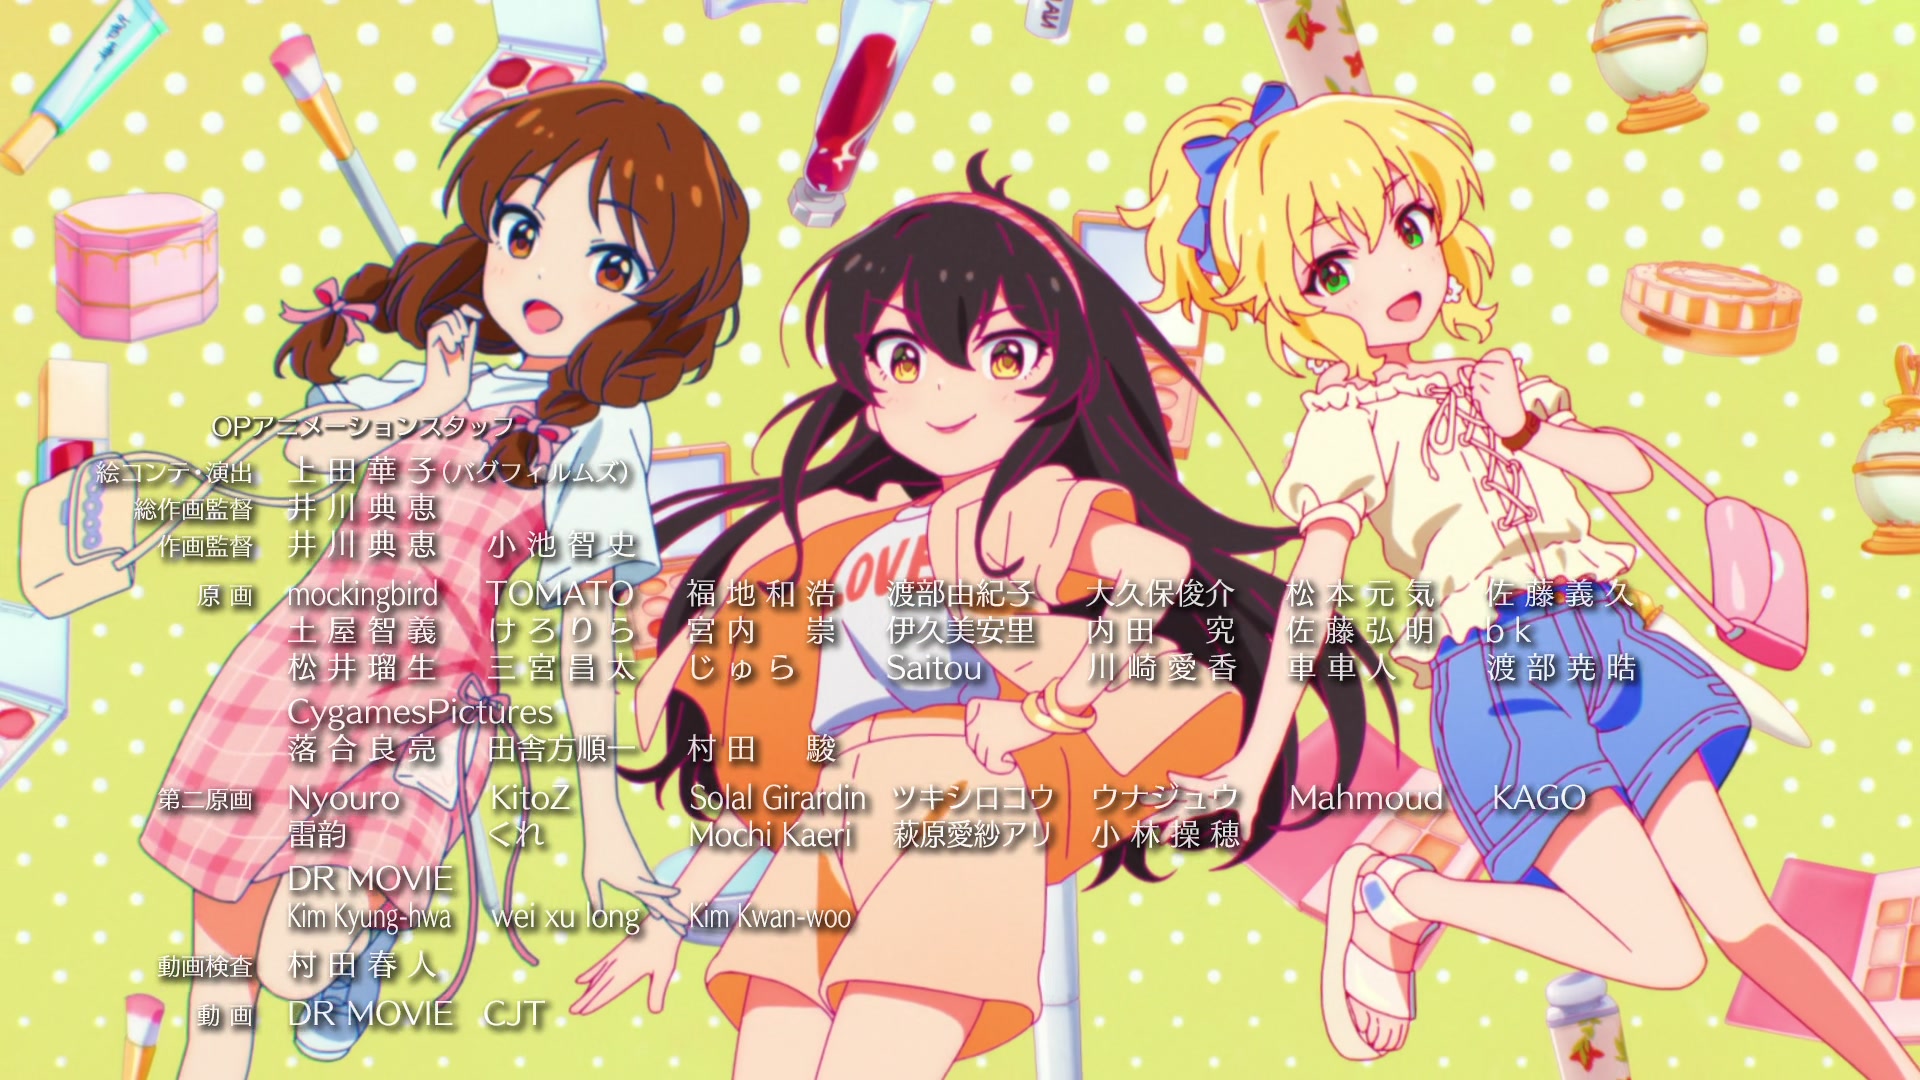 OPアニメーションスタッフ
絵コンテ・演出 上田華子(バグフィルムズ)
総作画監督 井川典恵
作画監督 井川典恵 小池智史
原画 mockingbird TOMATO 福地和浩 渡部由紀子 大久保俊介 松本元気 佐藤義久
土屋智義 けろりら 宮内崇 伊久美安里 内田究 佐藤弘明 bk
松井瑠生 三宮昌太 じゅら Saitou 川崎愛香 車車人 渡部尭晧
CygamesPictures
落合良亮 田舎方順一 村田駿
第二原画 Nyouro KitoZ Solal Girardin ツキシロコウ ウナジュウ Mahmoud KAGO
雷韵 くれ Mochi Kaeri 萩原愛紗アリ 小林操穂
DR MOVIE
Kim Kyung-hwa wei xu long Kim Kwan-woo
動画検査 村田春人
動画 DR MOVIE CJT
LOVE